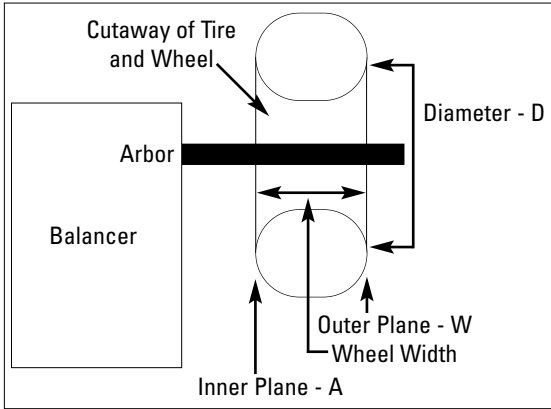 Cutaway of Tire
and Wheel
Diameter - D
Arbor
Balancer
Outer Plane - W
Wheel Width
Inner Plane - A